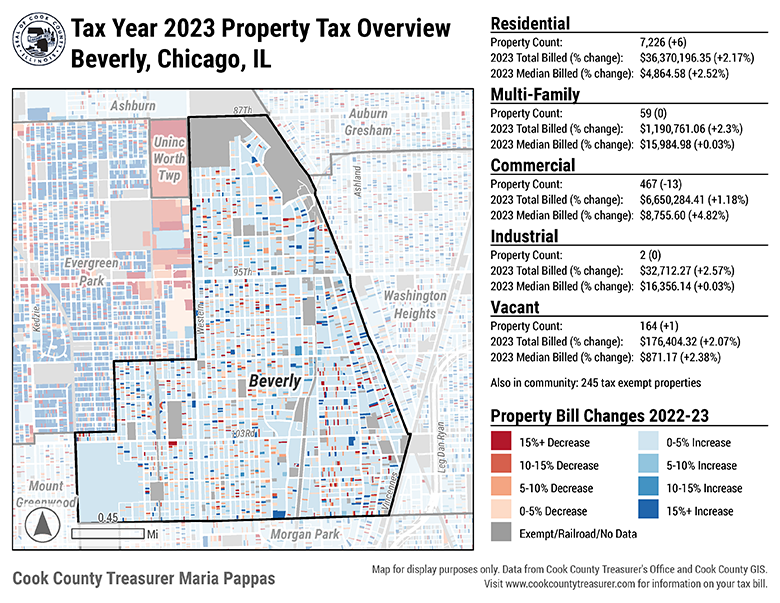 SEAL OF COOK COUNTY
ILLINOIS
Tax Year 2023 Property Tax Overview
Beverly, Chicago, IL
Ashburn
87Th
Auburn
Gresham
Uninc
Worth
Twp
Ashland
Evergreen
Park
95Th
Washington
Heights
Kedzie
Western
Beverly
103Rd
Leg Dan Ryan
Vincennes
Mount
Greenwood
0.45
Mi
Morgan Park
Residential
Property Count: 7,226 (+6)
2023 Total Billed (% change): $36,370,196.35 (+2.17%)
2023 Median Billed (% change): $4,864.58 (+2.52%)
Multi-Family
Property Count: 59 (0)
2023 Total Billed (% change): $1,190,761.06 (+2.3%)
2023 Median Billed (% change): $15,984.98 (+0.03%)
Commercial
Property Count: 467 (-13)
2023 Total Billed (% change): $6,650,284.41 (+1.18%)
2023 Median Billed (% change): $8,755.60 (+4.82%)
Industrial
Property Count: 2 (0)
2023 Total Billed (% change): $32,712.27 (+2.57%)
2023 Median Billed (% change): $16,356.14 (+0.03%)
Vacant
Property Count: 164 (+1)
2023 Total Billed (% change): $176,404.32 (+2.07%)
2023 Median Billed (% change): $871.17 (+2.38%)
Also in community: 245 tax exempt properties
Property Bill Changes 2022-23
15%+ Decrease
10-15% Decrease
5-10% Decrease
0-5% Decrease
Exempt/Railroad/No Data
0-5% Increase
5-10% Increase
10-15% Increase
15%+ Increase
Cook County Treasurer Maria Pappas
Map for display purposes only. Data from Cook County Treasurer's Office and Cook County GIS.
Visit www.cookcountytreasurer.com for information on your tax bill.